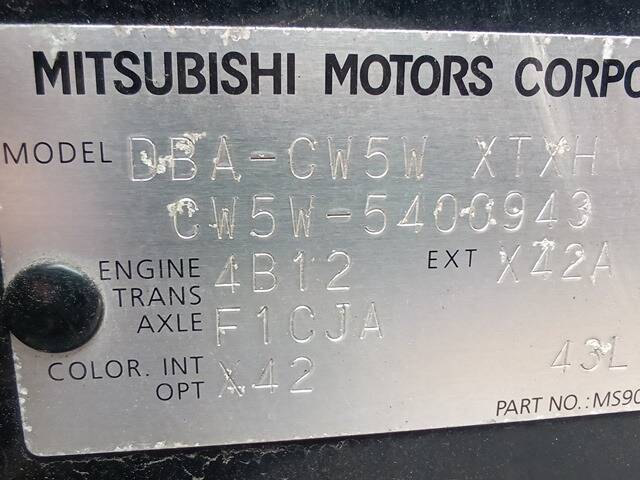 MITSUBISHI MOTORS CORPO
MODEL DBA-CW5W XTXH
CW5W-5400943
ENGINE 4B12 EXT X42A
TRANS
AXLE F1CJA
COLOR. INT 43L
OPT X42
PART NO.:MS90